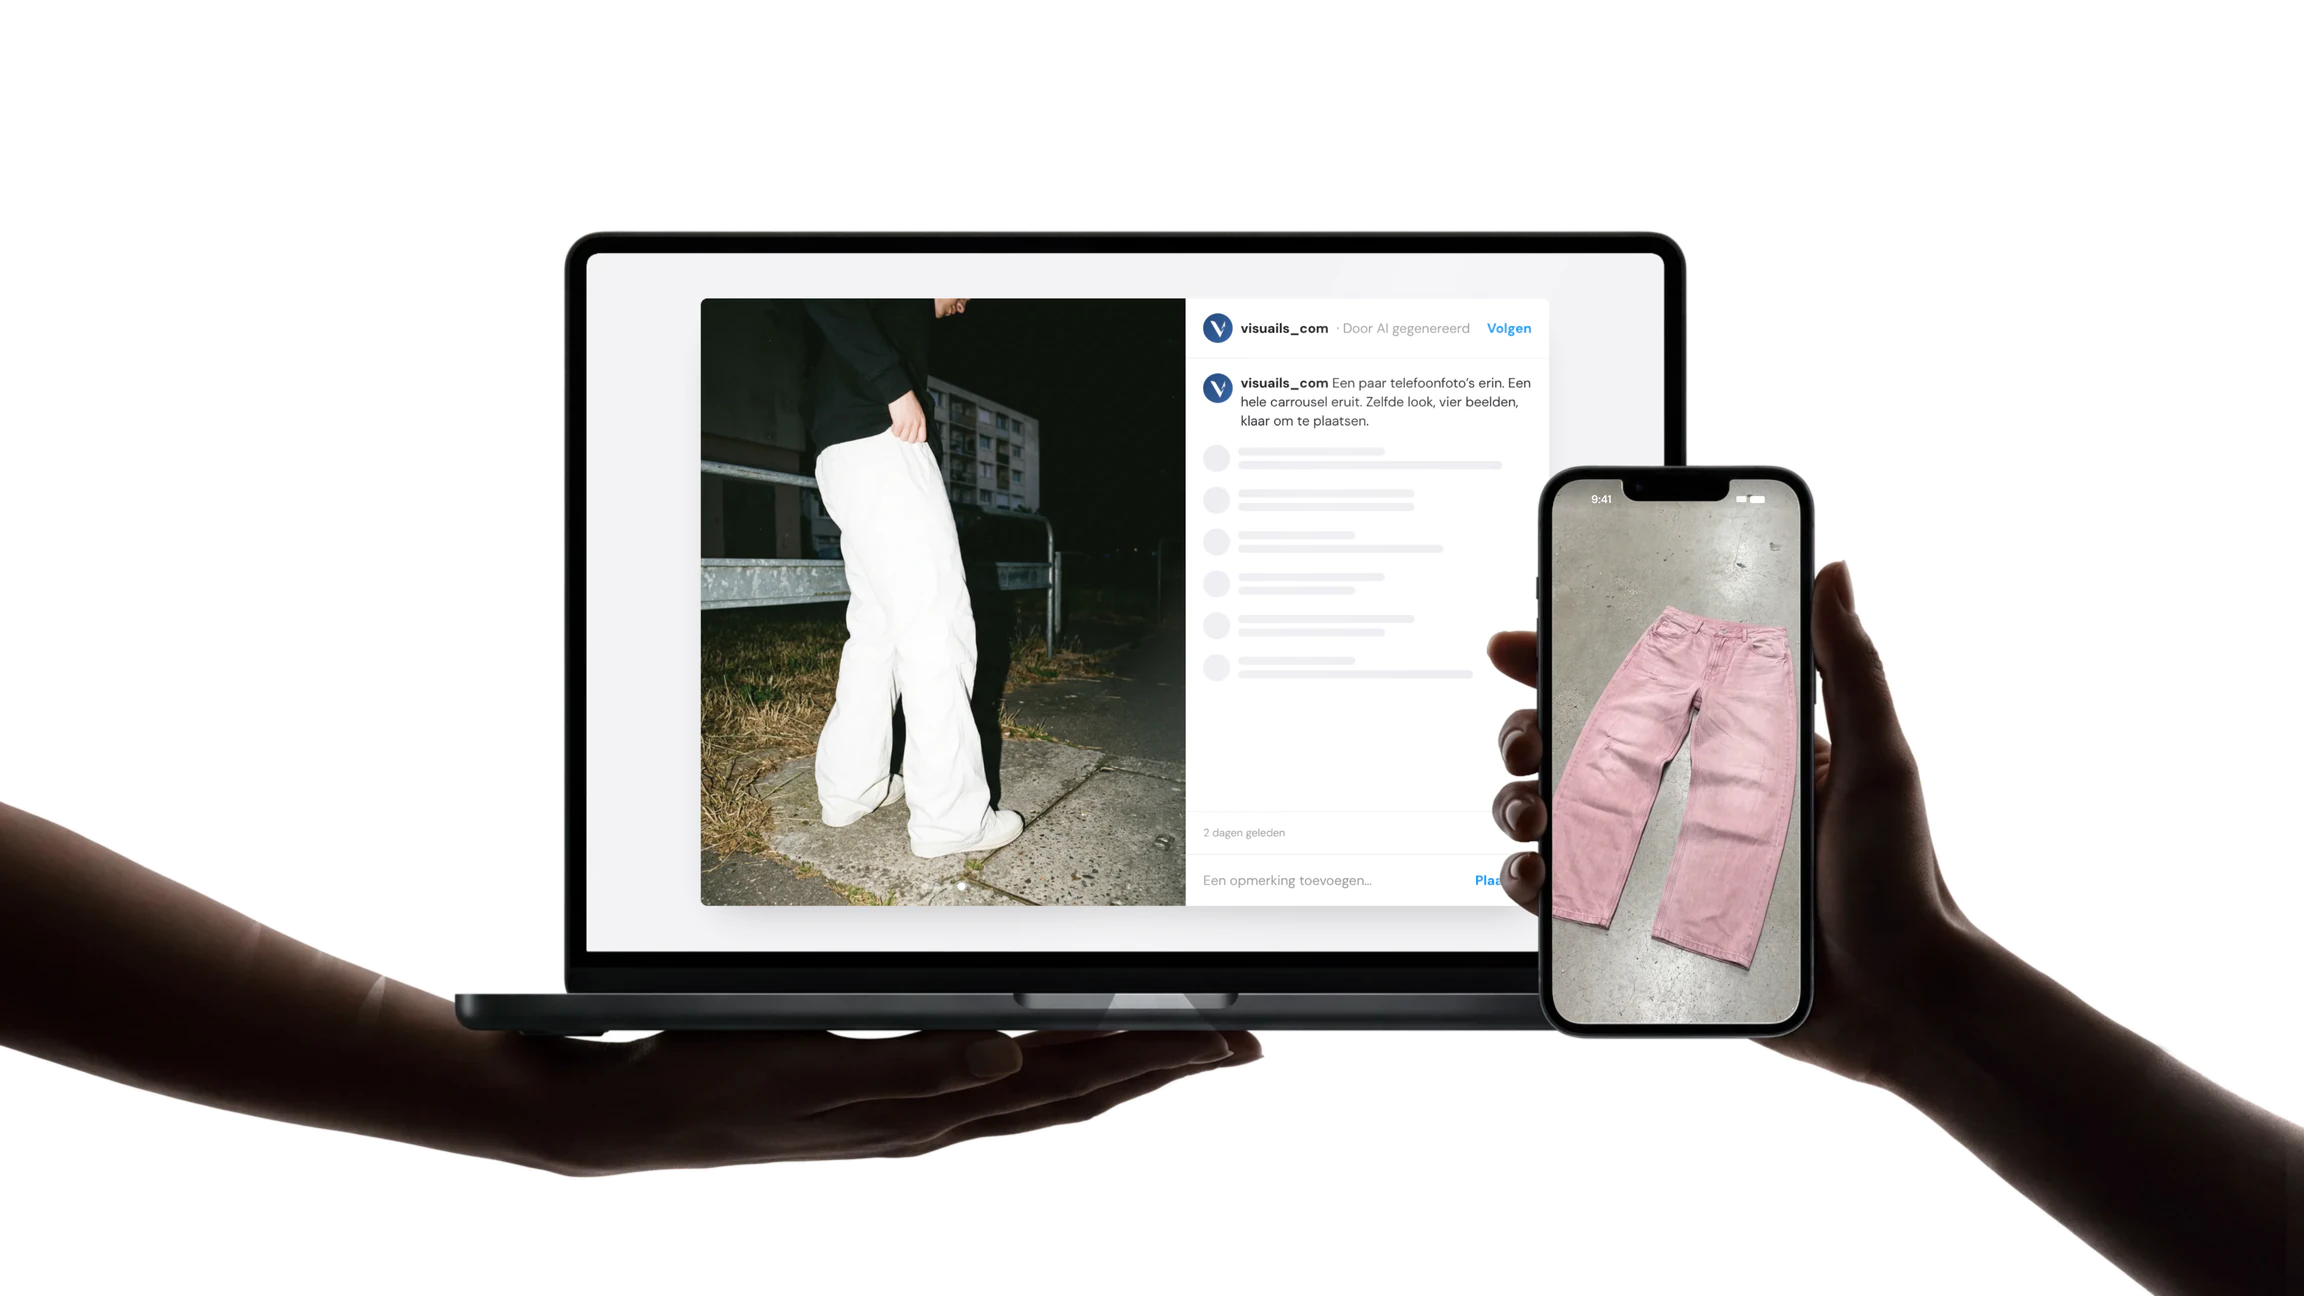 visuails_com · Door AI gegenereerd Volgen
visuails_com Een paar telefoonfoto's erin. Een
hele carrousel eruit. Zelfde look, vier beelden,
klaar om te plaatsen.
2 dagen geleden
Een opmerking toevoegen...
9:41